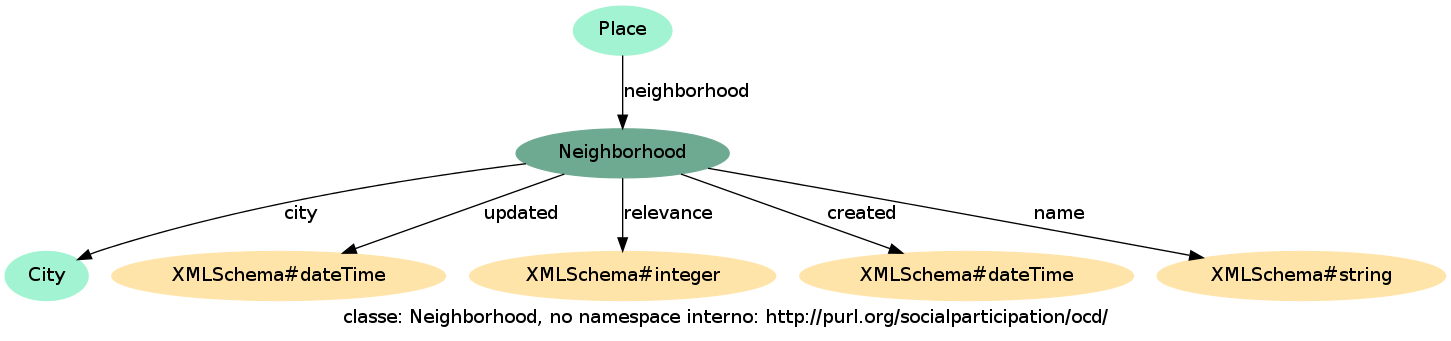 Place
neighborhood
Neighborhood
city
updated
relevance
created
name
City
XMLSchema#dateTime
XMLSchema#integer
XMLSchema#dateTime
XMLSchema#string
classe: Neighborhood, no namespace interno: http://purl.org/socialparticipation/ocd/